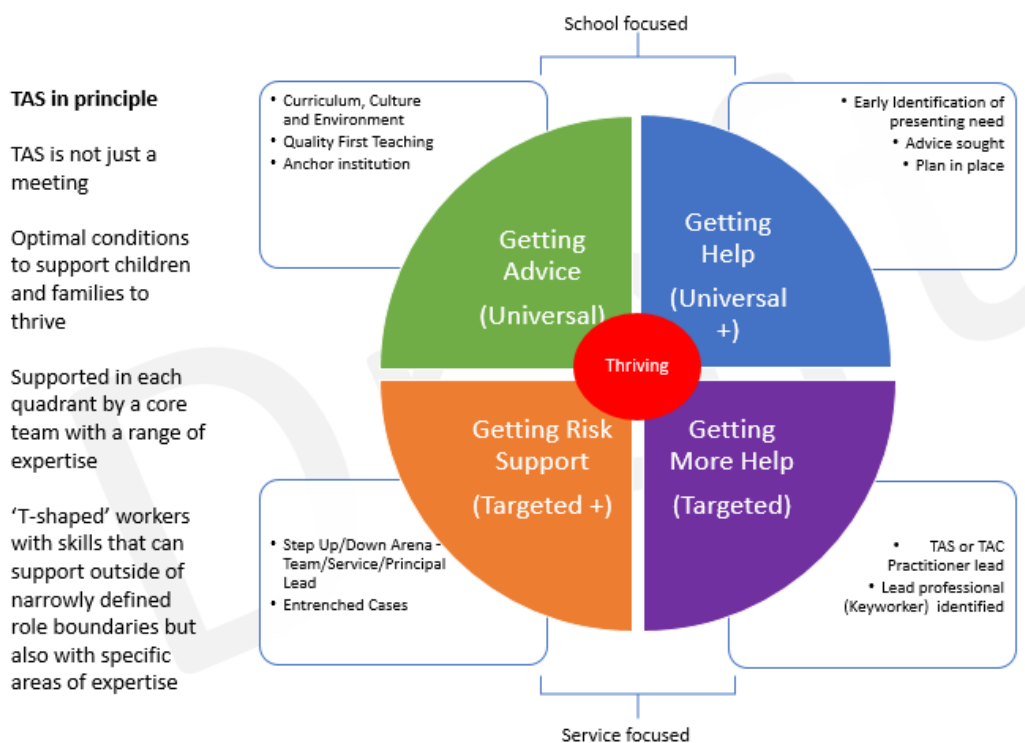 School focused
TAS in principle
TAS is not just a
meeting
Optimal conditions
to support children
and families to
thrive
Supported in each
quadrant by a core
team with a range of
expertise
‘T-shaped’ workers
with skills that can
support outside of
narrowly defined
role boundaries but
also with specific
areas of expertise
• Curriculum, Culture
and Environment
• Quality First Teaching
• Anchor institution
• Early Identification of
presenting need
• Advice sought
• Plan in place
Getting
Advice
(Universal)
Getting
Help
(Universal
+)
Thriving
Getting Risk
Support
(Targeted +)
Getting
More Help
(Targeted)
• Step Up/Down Arena -
Team/Service/Principal
Lead
• Entrenched Cases
• TAS or TAC
Practitioner lead
• Lead professional
(Keyworker) identified
Service focused